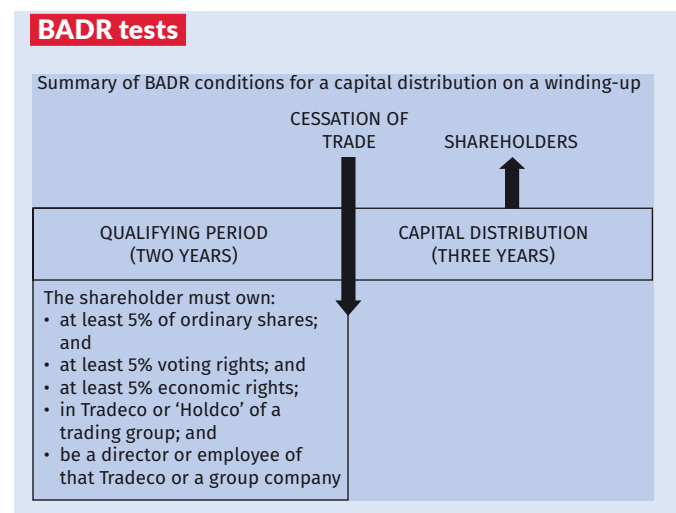 BADR tests
Summary of BADR conditions for a capital distribution on a winding-up
CESSATION OF
TRADE
SHAREHOLDERS
QUALIFYING PERIOD
(TWO YEARS)
CAPITAL DISTRIBUTION
(THREE YEARS)
The shareholder must own:
• at least 5% of ordinary shares;
and
• at least 5% voting rights; and
• at least 5% economic rights;
• in Tradeco or ‘Holdco’ of a
trading group; and
• be a director or employee of
that Tradeco or a group company